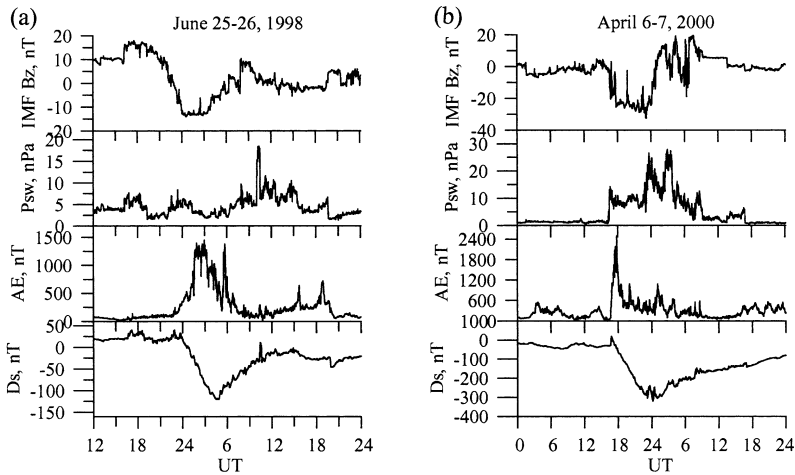 (a) June 25-26, 1998
IMF Bz, nT
20
10
0
-10
-20
Psw, nPa
20
15
10
5
0
AE, nT
1500
1000
500
0
Ds, nT
50
0
-50
-100
-150
12 18 24 6 12 18 24
UT
(b) April 6-7, 2000
IMF Bz, nT
20
0
-20
-40
Psw, nPa
30
20
10
0
AE, nT
2400
1800
1200
600
0
Ds, nT
100
0
-100
-200
-300
-400
0 6 12 18 24 6 12 18 24
UT